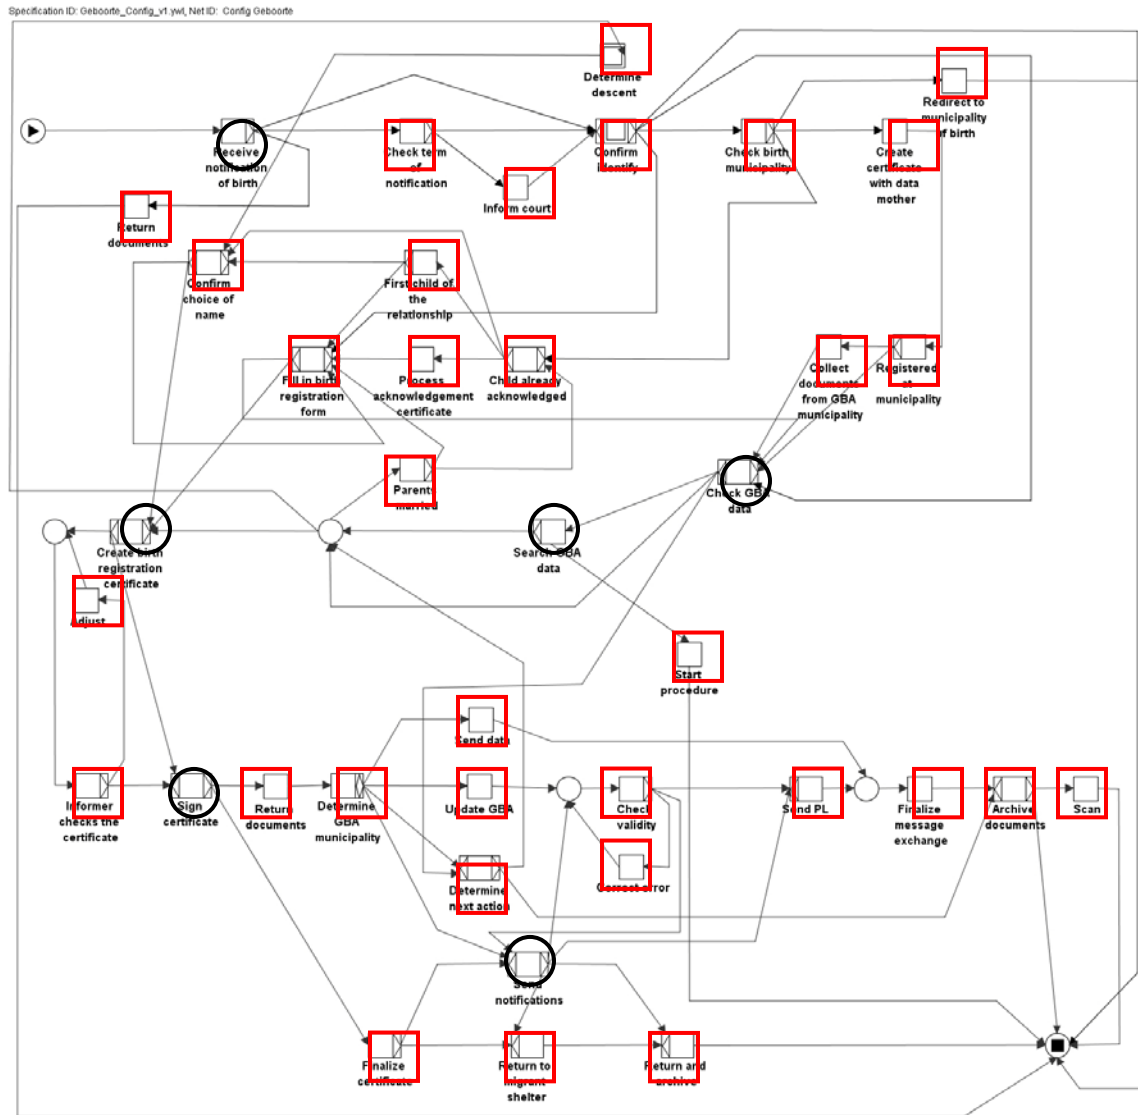 Specification ID: Geboorte_Config_v1.ywl, Net ID: Config Geboorte
Determine
descent
Redirect to
municipality
of birth
Receive
notification
of birth
Check term
of
notification
Confirm
identify
Check birth
municipality
Create
certificate
with data
mother
Inform court
Return
documents
Confirm
choice of
name
First child of
the
relationship
Fill in birth
registration
form
Process
acknowledgement
certificate
Child already
acknowledged
Collect
documents
from GBA
municipality
Registered
at
municipality
Parents
married
Check GBA
data
Create birth
registration
certificate
Search GBA
data
Adjust
Start
procedure
Send data
Informer
checks the
certificate
Sign
certificate
Return
documents
Determine
GBA
municipality
Update GBA
Check
validity
Send PL
Finalize
message
exchange
Archive
documents
Scan
Determine
next action
Correct error
Send
notifications
Finalize
certificate
Return to
migrant
shelter
Return and
archive